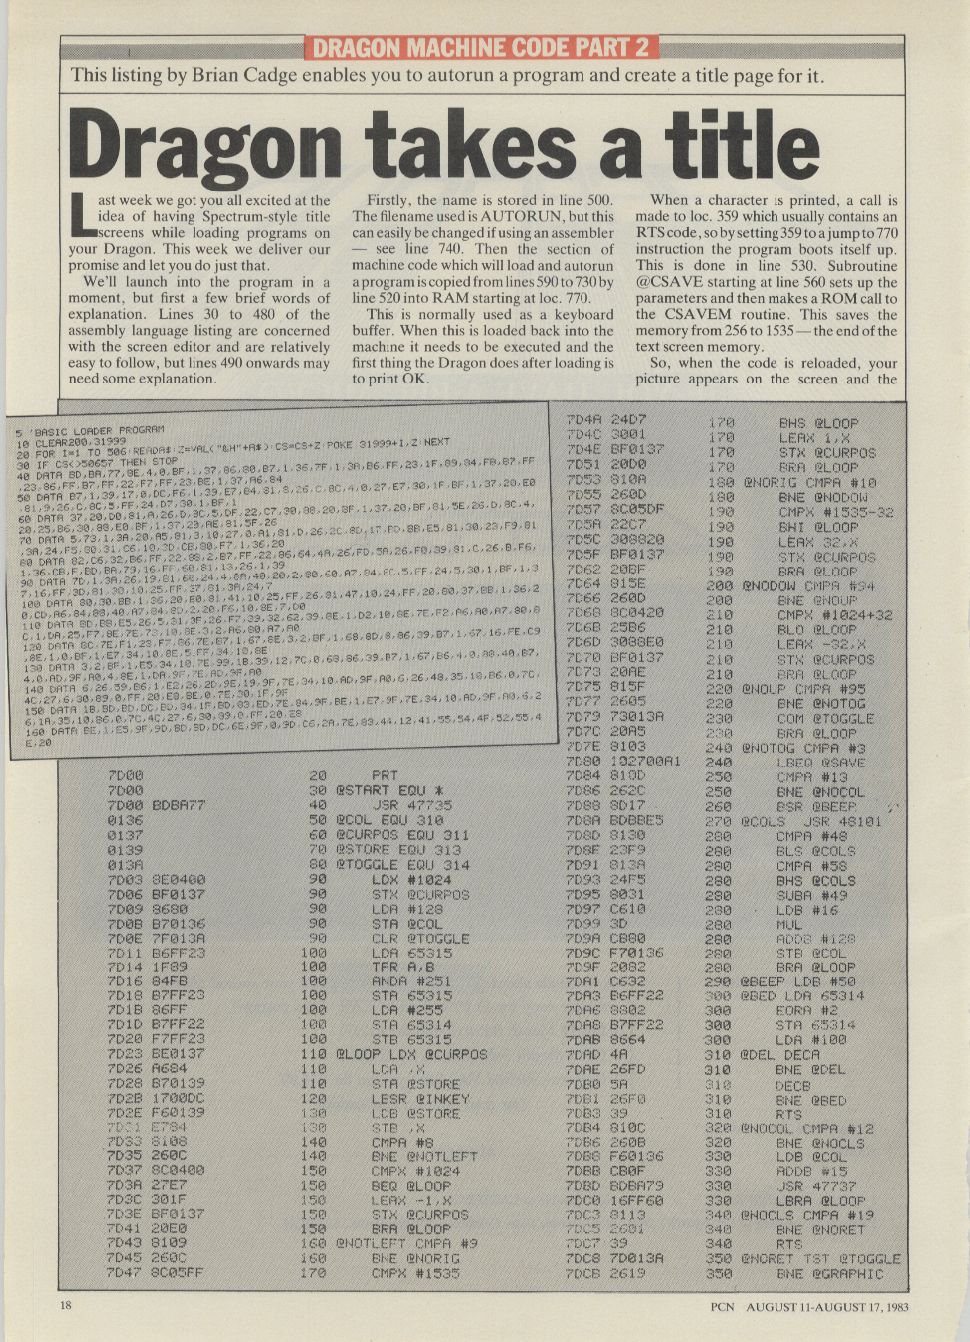 DRAGON MACHINE CODE PART 2
This listing by Brian Cadge enables you to autorun a program and create a title page for it.
Dragon takes a title
Last week we got you all excited at the
idea of having Spectrum-style title
screens while loading programs on
your Dragon. This week we deliver our
promise and let you do just that.
We'll launch into the program in a
moment, but first a few brief words of
explanation. Lines 30 to 480 of the
assembly language listing are concerned
with the screen editor and are relatively
easy to follow, but lines 490 onwards may
need some explanation.
Firstly, the name is stored in line 500.
The filename used is AUTORUN, but this
can easily be changed if using an assembler
— see line 740. Then the section of
machine code which will load and autorun
a program is copied from lines 590 to 730 by
line 520 into RAM starting at loc. 770.
This is normally used as a keyboard
buffer. When this is loaded back into the
machine it needs to be executed and the
first thing the Dragon does after loading is
to print OK.
When a character is printed, a call is
made to loc. 359 which usually contains an
RTS code, so by setting 359 to a jump to 770
instruction the program boots itself up.
This is done in line 530. Subroutine
@CSAVE starting at line 560 sets up the
parameters and then makes a ROM call to
the CSAVEM routine. This saves the
memory from 256 to 1535 — the end of the
text screen memory.
So, when the code is reloaded, your
picture appears on the screen and the
5 'BASIC LOADER PROGRAM
10 CLEAR200,31999
20 FOR I=1 TO 506:READA$:Z=VAL("&H"+A$):CS=CS+Z:POKE 31999+I,Z:NEXT
30 IF CS<>50657 THEN STOP
7D00 20 PRT
7D00 30 @START EQU *
7D00 BDBA77 40 JSR 47735
0136 50 @COL EQU 310
0137 60 @CURPOS EQU 311
0139 70 @STORE EQU 313
013A 80 @TOGGLE EQU 314
7D03 8E0400 90 LDX #1024
7D06 BF0137 90 STX @CURPOS
7D09 8680 90 LDA #128
7D0B B70136 90 STA @COL
7D0E 7F013A 90 CLR @TOGGLE
7D11 B6FF23 100 LDA 65315
7D14 1F89 100 TFR A,B
7D16 84FB 100 ANDA #251
7D18 B7FF23 100 STA 65315
7D1B 86FF 100 LDA #255
7D1D B7FF22 100 STA 65314
7D20 F7FF23 100 STB 65315
7D23 BE0137 110 @LOOP LDX @CURPOS
7D26 A684 110 LDA ,X
7D28 B70139 110 STA @STORE
7D2B 1700DC 120 LBSR @INKEY
7D2E F60139 130 LDB @STORE
7D31 E784 130 STB ,X
7D33 8108 140 CMPA #8
7D35 260C 140 BNE @NOTLEFT
7D37 8C0400 150 CMPX #1024
7D3A 27E7 150 BEQ @LOOP
7D3C 301F 150 LEAX -1,X
7D3E BF0137 150 STX @CURPOS
7D41 20E0 150 BRA @LOOP
7D43 8109 160 @NOTLEFT CMPA #9
7D45 260C 160 BNE @NORIG
7D47 8C05FF 170 CMPX #1535
7D4A 24D7 170 BHS @LOOP
7D4C 3001 170 LEAX 1,X
7D4E BF0137 170 STX @CURPOS
7D51 20D0 170 BRA @LOOP
7D53 810A 180 @NORIG CMPA #10
7D55 260D 180 BNE @NODOW
7D57 8C05DF 190 CMPX #1535-32
7D5A 22C7 190 BHI @LOOP
7D5C 308820 190 LEAX 32,X
7D5F BF0137 190 STX @CURPOS
7D62 20BF 190 BRA @LOOP
7D64 815E 200 @NODOW CMPA #94
7D66 260D 200 BNE @NOUP
7D68 8C0420 210 CMPX #1024+32
7D6B 25B6 210 BLO @LOOP
7D6D 3088E0 210 LEAX -32,X
7D70 BF0137 210 STX @CURPOS
7D73 20AE 210 BRA @LOOP
7D75 815F 220 @NOUP CMPA #95
7D77 2605 220 BNE @NOTOG
7D79 73013A 230 COM @TOGGLE
7D7C 20A5 230 BRA @LOOP
7D7E 8103 240 @NOTOG CMPA #3
7D80 102700A1 240 LBEQ @SAVE
7D84 810D 250 CMPA #13
7D86 262C 250 BNE @NOCOL
7D88 8D17 260 BSR @BEEP
7D8A BDBBE5 270 @COLS JSR 48101
7D8D 8130 280 CMPA #48
7D8F 23F9 280 BLS @COLS
7D91 813A 280 CMPA #58
7D93 24F5 280 BHS @COLS
7D95 8031 280 SUBA #49
7D97 C610 280 LDB #16
7D99 3D 280 MUL
7D9A CB80 280 ADDB #128
7D9C F70136 280 STB @COL
7D9F 2082 280 BRA @LOOP
7DA1 C632 290 @BEEP LDB #50
7DA3 B6FF22 300 @BED LDA 65314
7DA6 8802 300 EORA #2
7DA8 B7FF22 300 STA 65314
7DAB 8664 300 LDA #100
7DAD 4A 310 @DEL DECA
7DAE 26FD 310 BNE @DEL
7DB0 5A 310 DECB
7DB1 26F0 310 BNE @BED
7DB3 39 310 RTS
7DB4 810C 320 @NOCOL CMPA #12
7DB6 260B 320 BNE @NOCLS
7DB8 F60136 330 LDB @COL
7DBB CB0F 330 ADDB #15
7DBD BDBA79 330 JSR 47737
7DC0 16FF60 330 LBRA @LOOP
7DC3 8113 340 @NOCLS CMPA #19
7DC5 2601 340 BNE @NORET
7DC7 39 340 RTS
7DC8 7D013A 350 @NORET TST @TOGGLE
7DCB 2619 350 BNE @GRAPHIC
18
PCN AUGUST 11-AUGUST 17, 1983